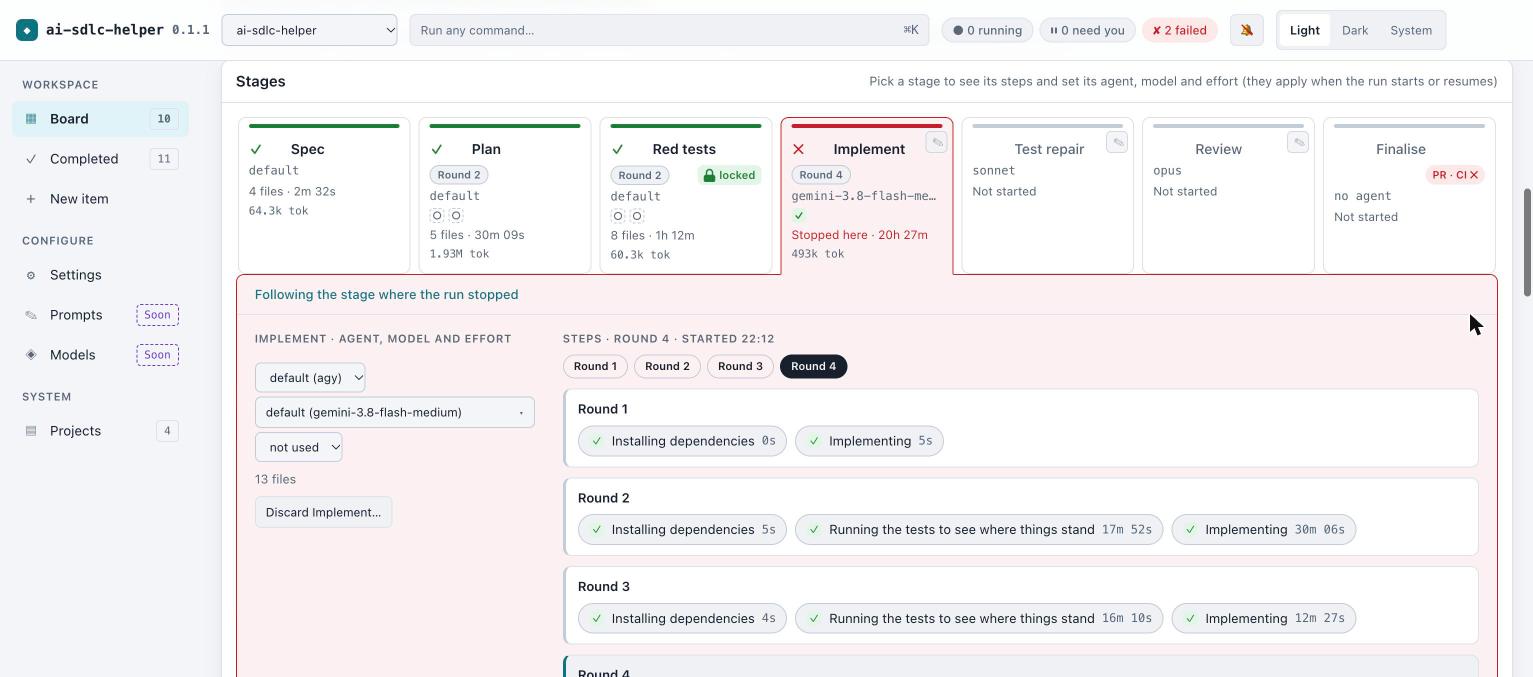 ai-sdlc-helper 0.1.1
ai-sdlc-helper
Run any command... ⌘K
0 running
0 need you
✘ 2 failed
Light Dark System
WORKSPACE
Board 10
Completed 11
New item
CONFIGURE
Settings
Prompts Soon
Models Soon
SYSTEM
Projects 4
Stages
Pick a stage to see its steps and set its agent, model and effort (they apply when the run starts or resumes)
Spec
default
4 files · 2m 32s
64.3k tok
Plan
Round 2
default
5 files · 30m 09s
1.93M tok
Red tests
Round 2 locked
default
8 files · 1h 12m
60.3k tok
Implement
Round 4
gemini-3.8-flash-me…
Stopped here · 20h 27m
493k tok
Test repair
sonnet
Not started
Review
opus
Not started
Finalise
PR · CI ✕
no agent
Not started
Following the stage where the run stopped
IMPLEMENT · AGENT, MODEL AND EFFORT
default (agy)
default (gemini-3.8-flash-medium)
not used
13 files
Discard Implement...
STEPS · ROUND 4 · STARTED 22:12
Round 1 Round 2 Round 3 Round 4
Round 1
Installing dependencies 0s Implementing 5s
Round 2
Installing dependencies 5s Running the tests to see where things stand 17m 52s Implementing 30m 06s
Round 3
Installing dependencies 4s Running the tests to see where things stand 16m 10s Implementing 12m 27s
Round 4